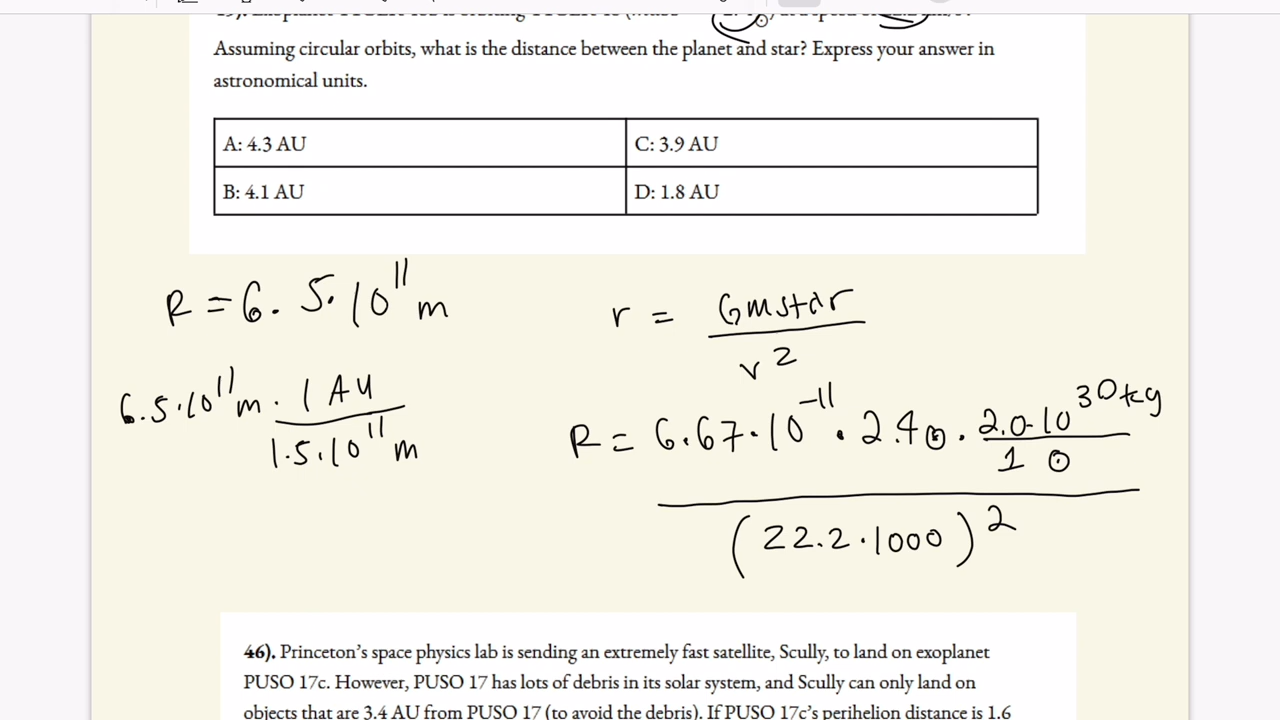 Assuming circular orbits, what is the distance between the planet and star? Express your answer in
astronomical units.
A: 4.3 AU
C: 3.9 AU
B: 4.1 AU
D: 1.8 AU
R = 6.5·10^11 m
r = Gmstar / v^2
6.5·10^11 m · 1 AU / 1.5·10^11 m
R = 6.67·10^-11 · 2.4⊙ · 2.0·10^30 kg / 1 ⊙
(22.2·1000)^2
46). Princeton's space physics lab is sending an extremely fast satellite, Scully, to land on exoplanet
PUSO 17c. However, PUSO 17 has lots of debris in its solar system, and Scully can only land on
objects that are 3.4 AU from PUSO 17 (to avoid the debris). If PUSO 17c's perihelion distance is 1.6